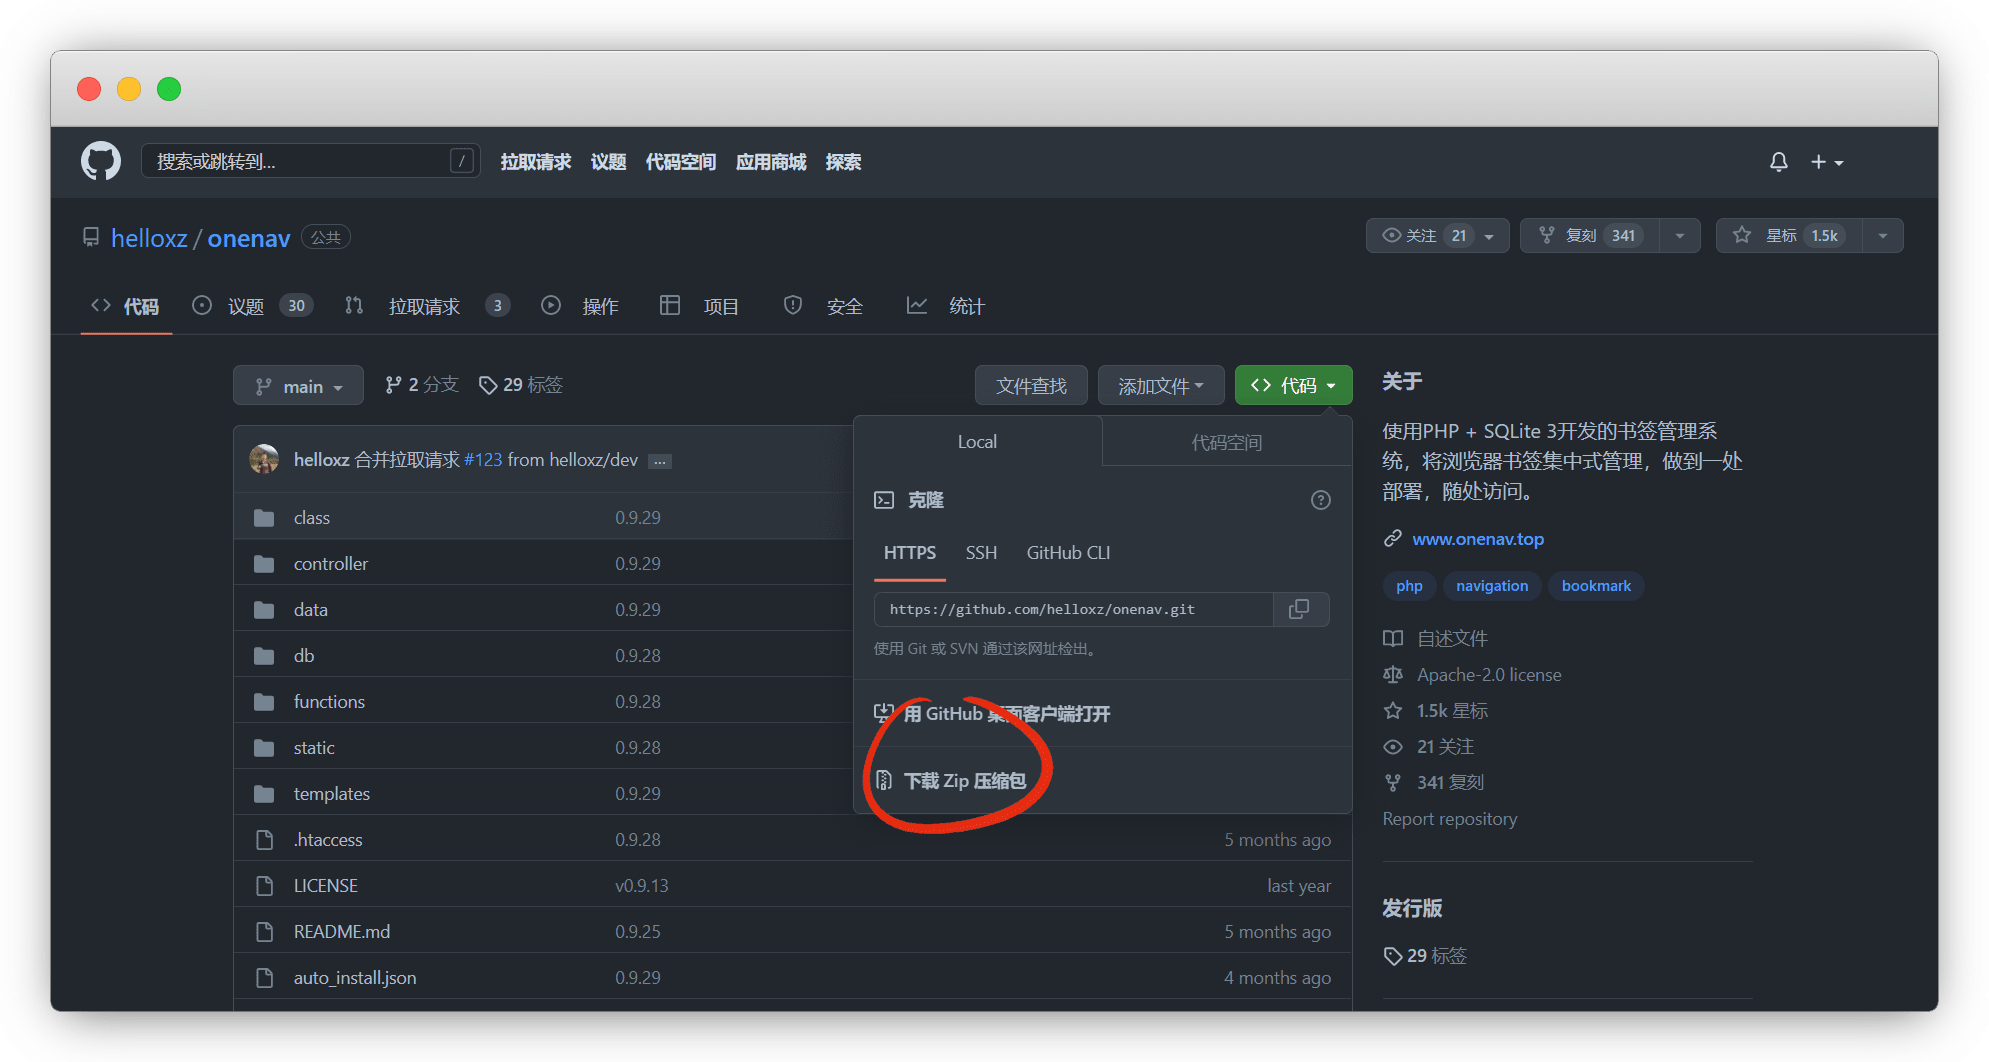 搜索或跳转到... /
拉取请求 议题 代码空间 应用商城 探索
helloxz / onenav 公共
关注 21
复刻 341
星标 1.5k
代码 议题 30 拉取请求 3 操作 项目 安全 统计
main 2 分支 29 标签
文件查找 添加文件 代码
helloxz 合并拉取请求 #123 from helloxz/dev ...
class 0.9.29
controller 0.9.29
data 0.9.29
db 0.9.28
functions 0.9.28
static 0.9.28
templates 0.9.29
.htaccess 0.9.28 5 months ago
LICENSE v0.9.13 last year
README.md 0.9.25 5 months ago
auto_install.json 0.9.29 4 months ago
Local 代码空间
克隆
HTTPS SSH GitHub CLI
https://github.com/helloxz/onenav.git
使用 Git 或 SVN 通过该网址检出。
用 GitHub 桌面客户端打开
下载 Zip 压缩包
关于
使用PHP + SQLite 3开发的书签管理系
统，将浏览器书签集中式管理，做到一处
部署，随处访问。
www.onenav.top
php navigation bookmark
自述文件
Apache-2.0 license
1.5k 星标
21 关注
341 复刻
Report repository
发行版
29 标签